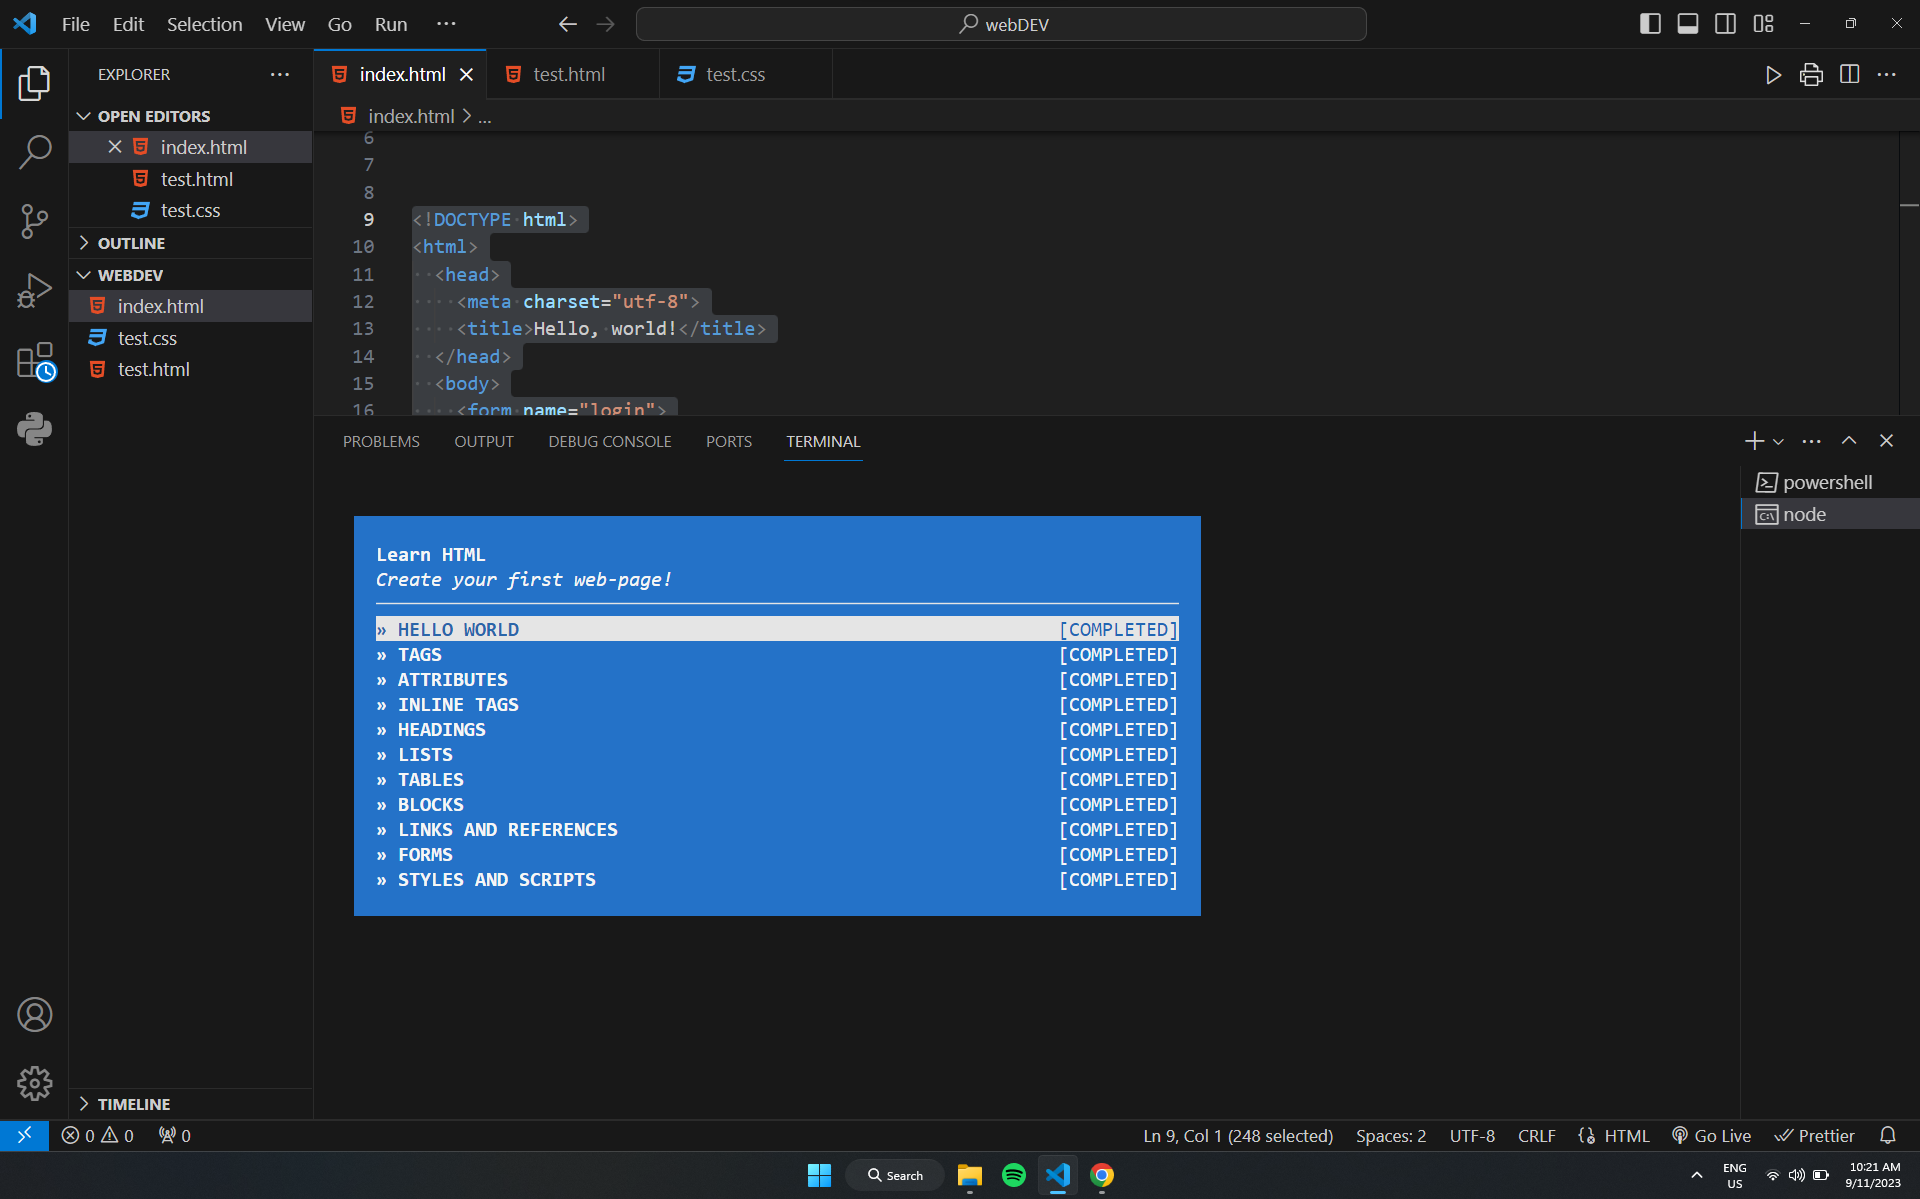 File Edit Selection View Go Run ···
webDEV
EXPLORER ···
OPEN EDITORS
index.html
test.html
test.css
OUTLINE
WEBDEV
index.html
test.css
test.html
TIMELINE
index.html test.html test.css
index.html > ...
6
7
8
9 <!DOCTYPE·html>
10 <html>
11 ··<head>
12 ····<meta·charset="utf-8">
13 ····<title>Hello,·world!</title>
14 ··</head>
15 ··<body>
16 ····<form·name="login">
PROBLEMS OUTPUT DEBUG CONSOLE PORTS TERMINAL
powershell
node
Learn HTML
Create your first web-page!
» HELLO WORLD [COMPLETED]
» TAGS [COMPLETED]
» ATTRIBUTES [COMPLETED]
» INLINE TAGS [COMPLETED]
» HEADINGS [COMPLETED]
» LISTS [COMPLETED]
» TABLES [COMPLETED]
» BLOCKS [COMPLETED]
» LINKS AND REFERENCES [COMPLETED]
» FORMS [COMPLETED]
» STYLES AND SCRIPTS [COMPLETED]
0 0 0 Ln 9, Col 1 (248 selected) Spaces: 2 UTF-8 CRLF HTML Go Live Prettier
Search
ENG
US
10:21 AM
9/11/2023